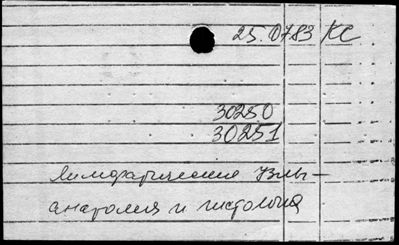 25.07.83 КС
30250
30251
Лимфатические узлы –
анатомия и гистология